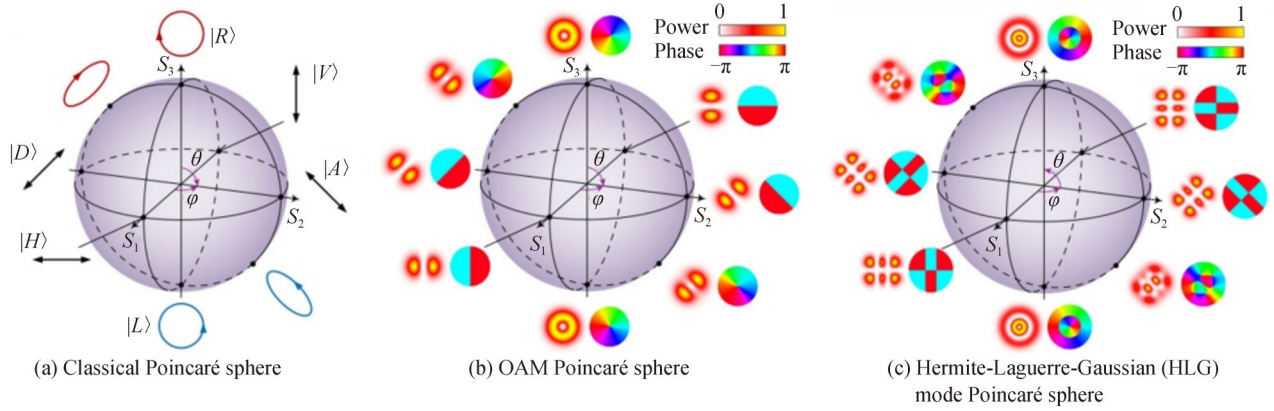 |R⟩
S₃
|V⟩
|D⟩
θ
|A⟩
φ
S₂
|H⟩
S₁
|L⟩
(a) Classical Poincaré sphere
0 1
Power
Phase
−π π
S₃
θ
φ
S₂
S₁
(b) OAM Poincaré sphere
0 1
Power
Phase
−π π
S₃
θ
φ
S₂
S₁
(c) Hermite-Laguerre-Gaussian (HLG)
mode Poincaré sphere